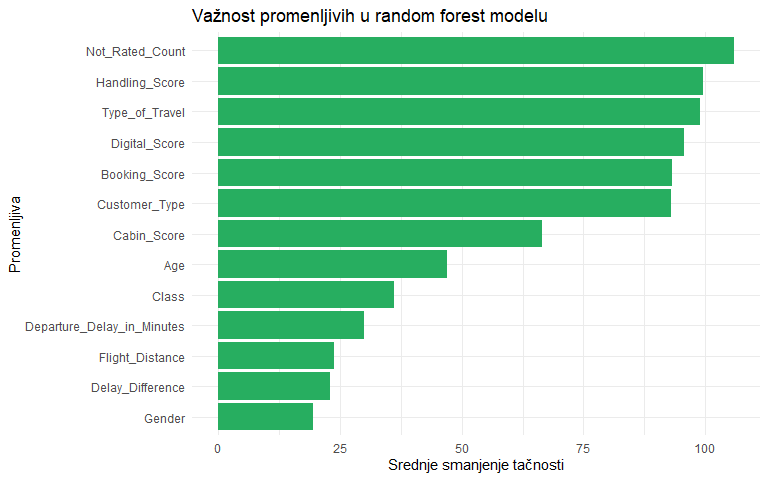 Važnost promenljivih u random forest modelu
Promenljiva
Not_Rated_Count
Handling_Score
Type_of_Travel
Digital_Score
Booking_Score
Customer_Type
Cabin_Score
Age
Class
Departure_Delay_in_Minutes
Flight_Distance
Delay_Difference
Gender
0 25 50 75 100
Srednje smanjenje tačnosti